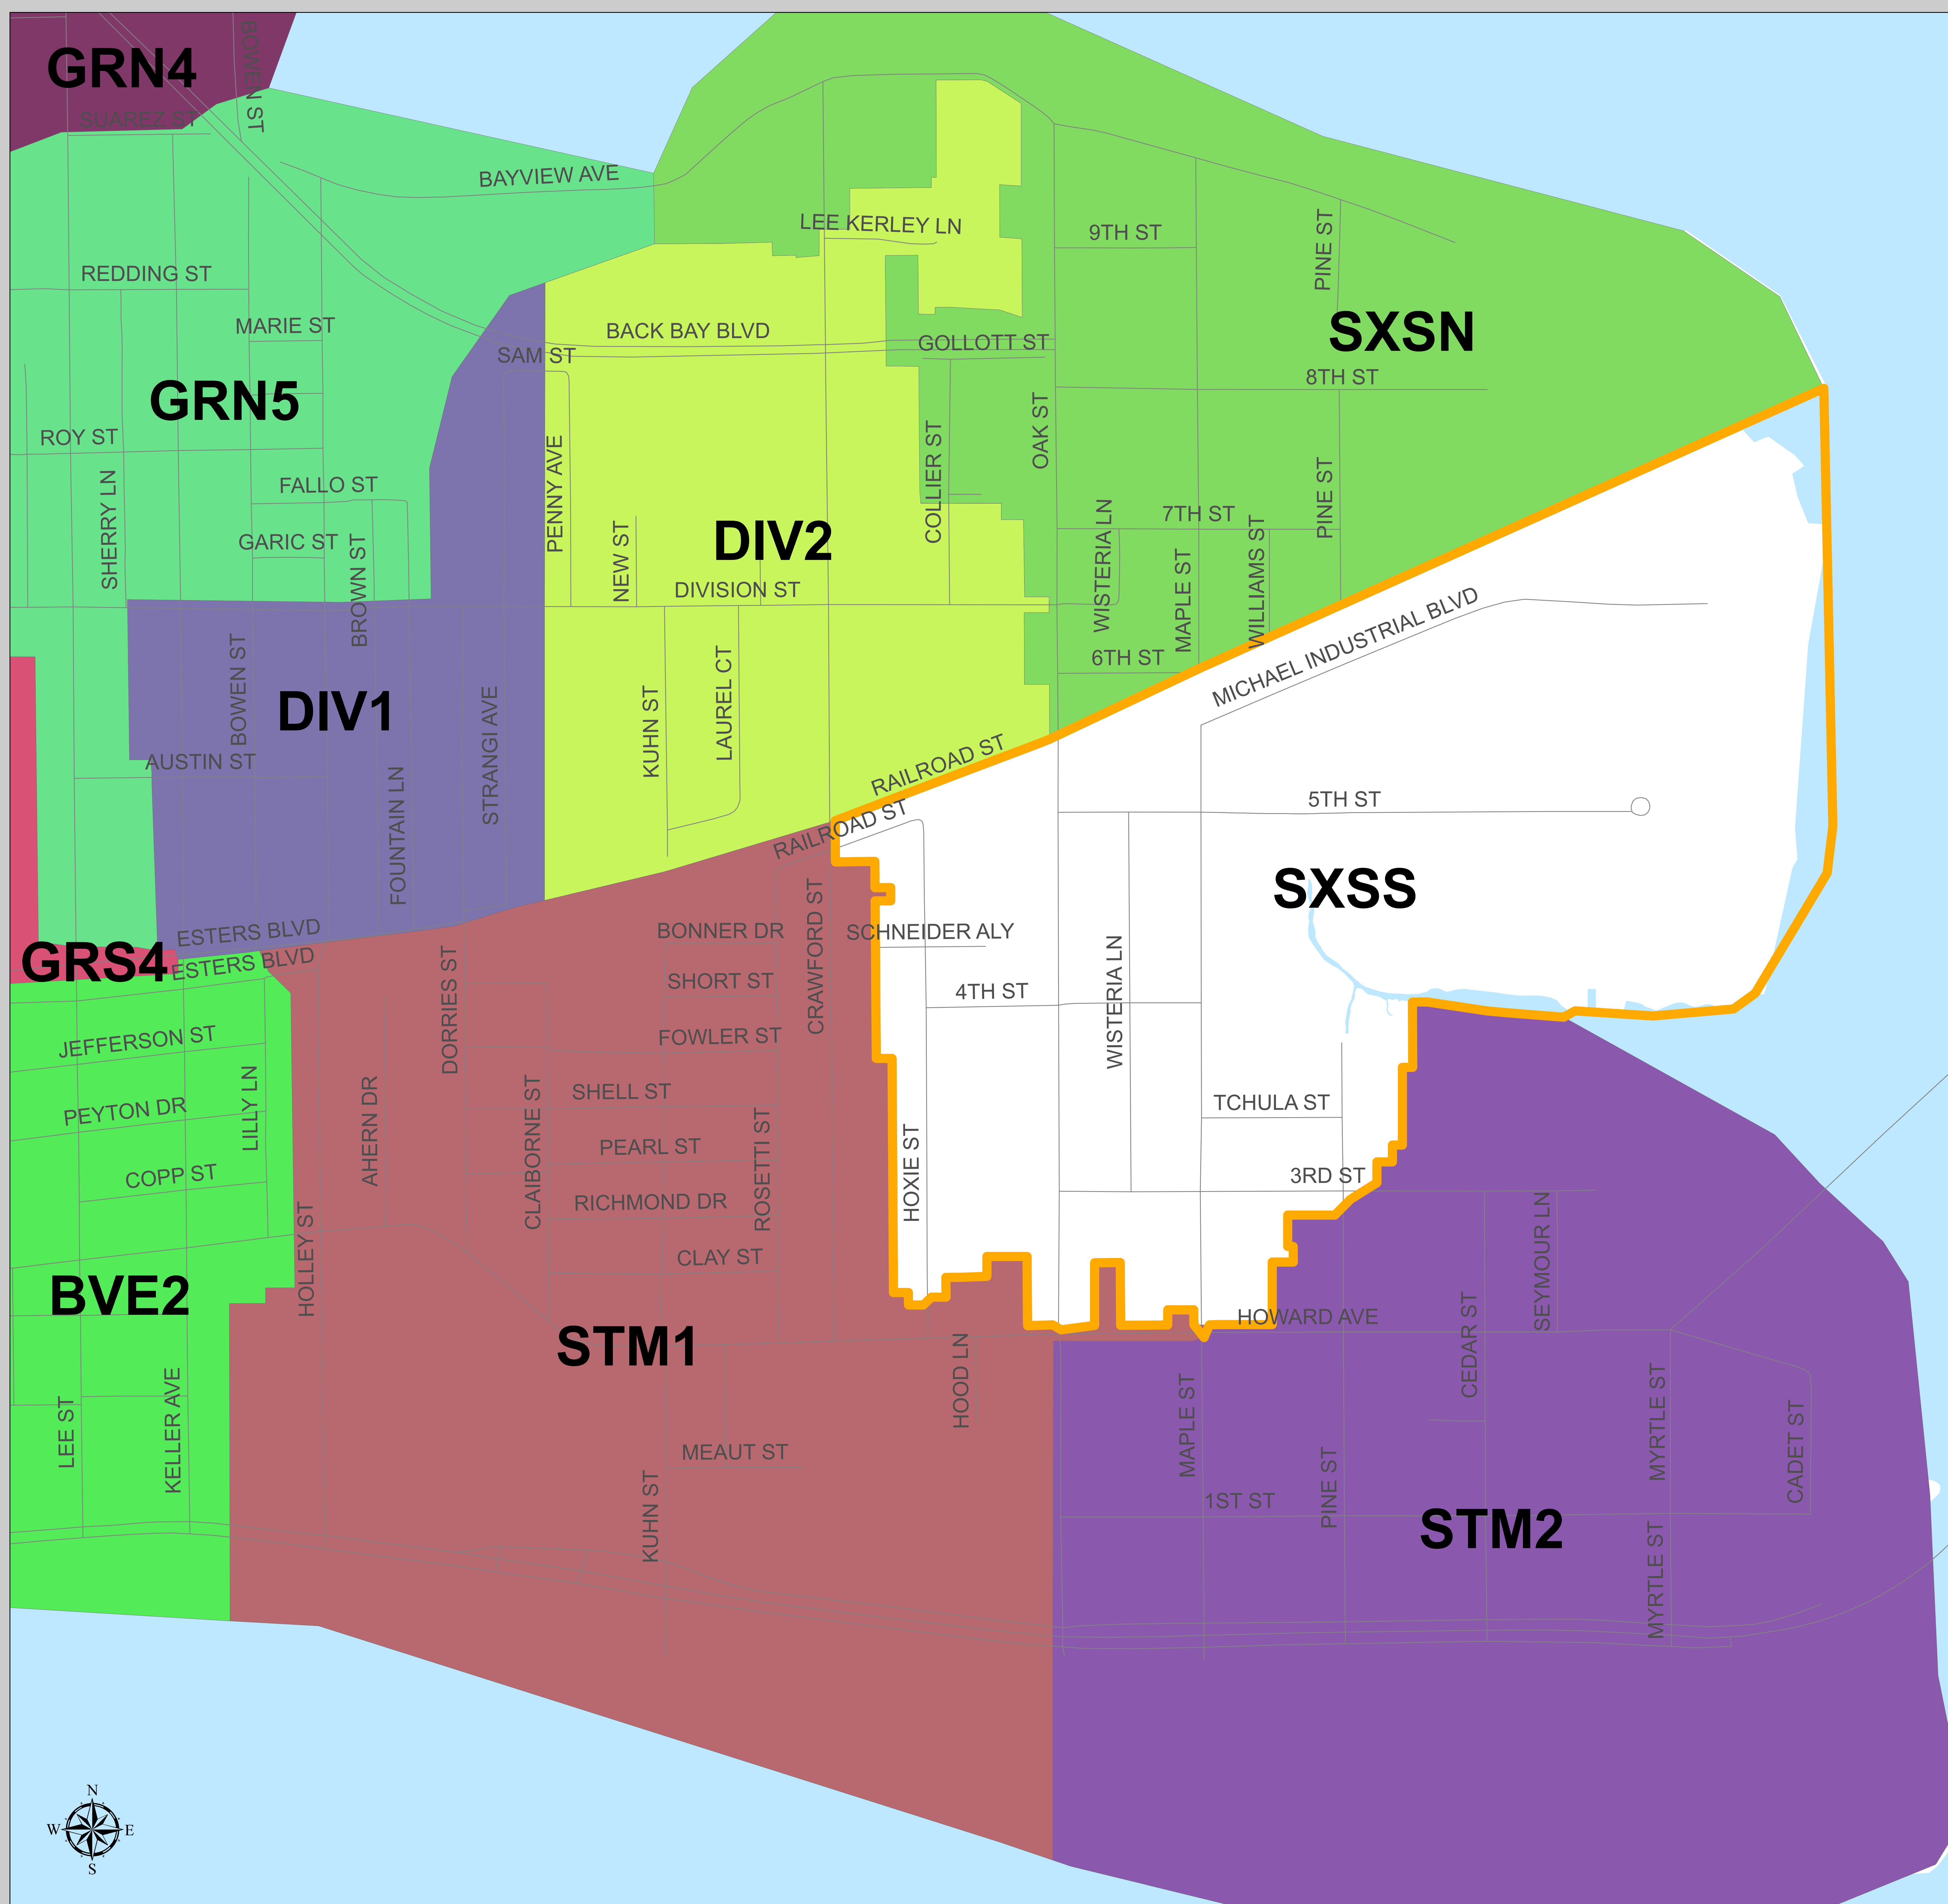 GRN4
BOWEN ST
SUAREZ ST
BAYVIEW AVE
LEE KERLEY LN
9TH ST
PINE ST
REDDING ST
MARIE ST
BACK BAY BLVD
SXSN
GOLLOTT ST
SAM ST
8TH ST
GRN5
ROY ST
OAK ST
SHERRY LN
FALLO ST
PENNY AVE
COLLIER ST
PINE ST
7TH ST
GARIC ST
BROWN ST
NEW ST
DIV2
WISTERIA LN
MAPLE ST
WILLIAMS ST
DIVISION ST
BOWEN ST
6TH ST
MICHAEL INDUSTRIAL BLVD
DIV1
KUHN ST
LAUREL CT
STRANGI AVE
AUSTIN ST
RAILROAD ST
RAILROAD ST
FOUNTAIN LN
5TH ST
SXSS
ESTERS BLVD
BONNER DR
CRAWFORD ST
SCHNEIDER ALY
GRS4
ESTERS BLVD
SHORT ST
4TH ST
WISTERIA LN
DORRIES ST
JEFFERSON ST
FOWLER ST
LILLY LN
PEYTON DR
AHERN DR
SHELL ST
TCHULA ST
CLAIBORNE ST
PEARL ST
ROSETTI ST
HOXIE ST
COPP ST
RICHMOND DR
3RD ST
HOLLEY ST
CLAY ST
SEYMOUR LN
BVE2
HOWARD AVE
STM1
HOOD LN
CEDAR ST
LEE ST
KELLER AVE
MAPLE ST
MYRTLE ST
CADET ST
MEAUT ST
KUHN ST
1ST ST
PINE ST
STM2
MYRTLE ST
N
W E
S